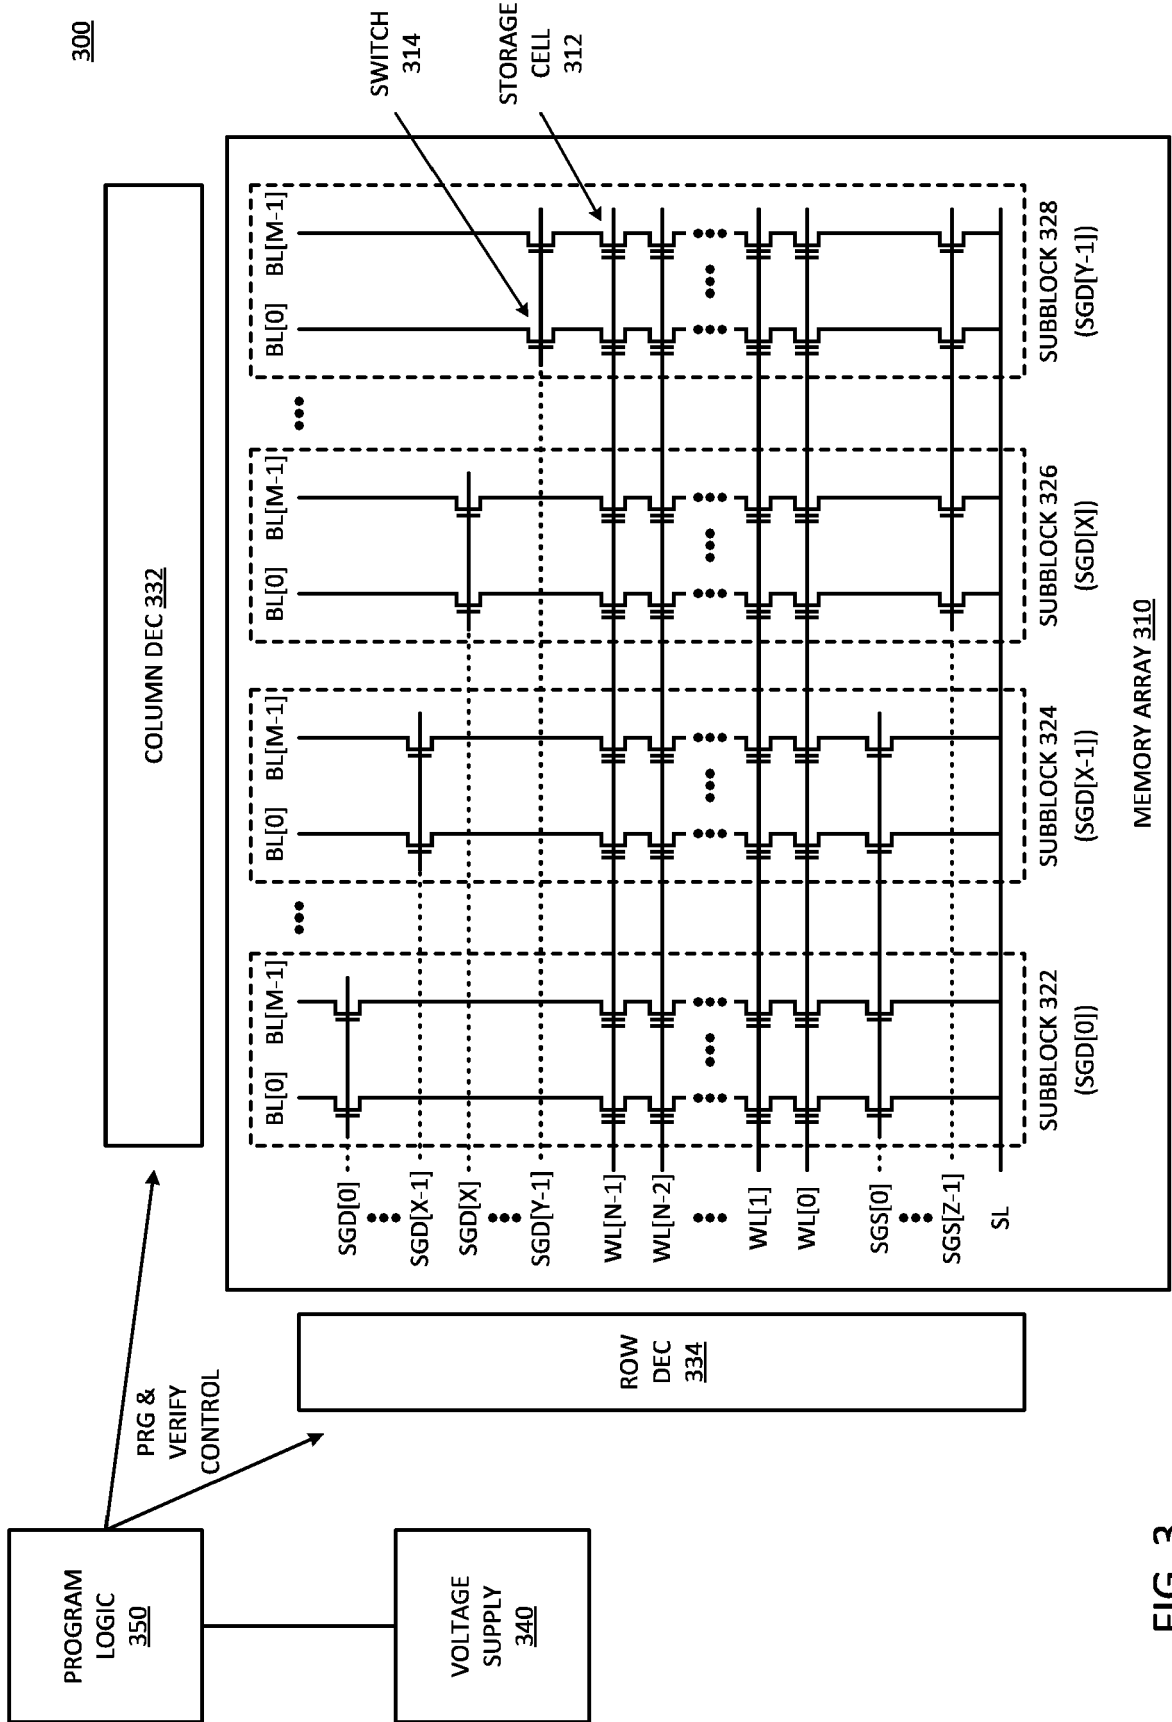 300
PROGRAM
LOGIC
350
VOLTAGE
SUPPLY
340
PRG &
VERIFY
CONTROL
COLUMN DEC 332
ROW
DEC
334
SWITCH
314
STORAGE
CELL
312
BL[0] BL[M-1] ••• BL[0] BL[M-1] BL[0] BL[M-1] ••• BL[0] BL[M-1]
SGD[0]
•••
SGD[X-1]
SGD[X]
•••
SGD[Y-1]
WL[N-1]
WL[N-2]
•••
WL[1]
WL[0]
SGS[0]
•••
SGS[Z-1]
SL
SUBBLOCK 322
(SGD[0])
SUBBLOCK 324
(SGD[X-1])
SUBBLOCK 326
(SGD[X])
SUBBLOCK 328
(SGD[Y-1])
MEMORY ARRAY 310
FIG. 3